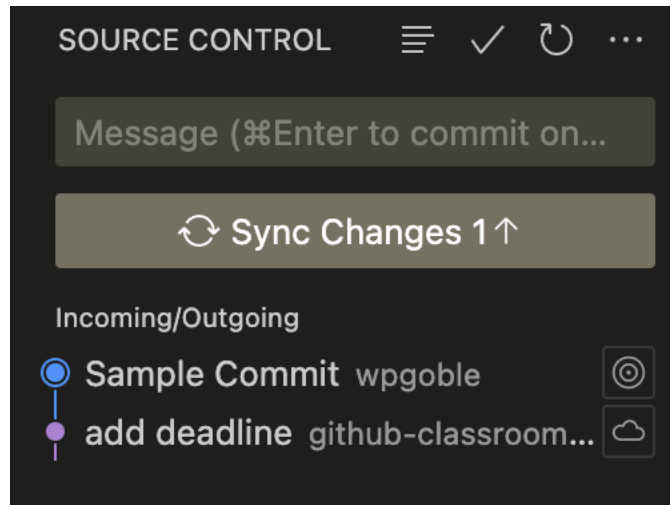 SOURCE CONTROL
Message (⌘Enter to commit on...
Sync Changes 1↑
Incoming/Outgoing
Sample Commit wpgoble
add deadline github-classroom...